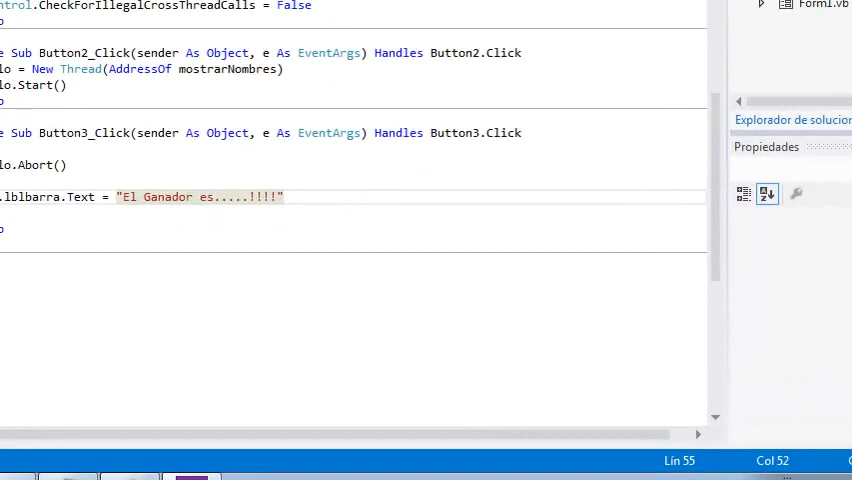 ntrol.CheckForIllegalCrossThreadCalls = False
b
e Sub Button2_Click(sender As Object, e As EventArgs) Handles Button2.Click
lo = New Thread(AddressOf mostrarNombres)
lo.Start()
b
e Sub Button3_Click(sender As Object, e As EventArgs) Handles Button3.Click
lo.Abort()
.lblbarra.Text = "El Ganador es.....!!!!"
b
Form1.vb
Explorador de solucion
Propiedades
Lín 55
Col 52